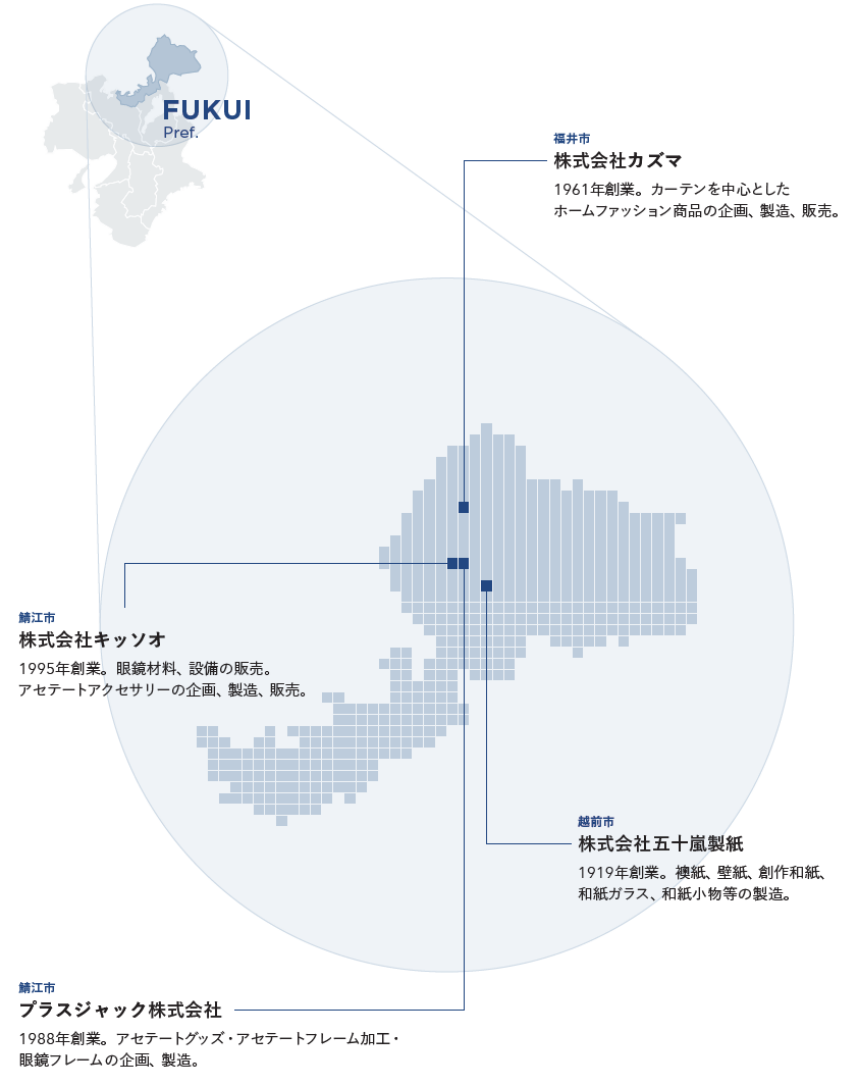 FUKUI
Pref.
福井市
株式会社カズマ
1961年創業。カーテンを中心とした
ホームファッション商品の企画、製造、販売。
鯖江市
株式会社キッソオ
1995年創業。眼鏡材料、設備の販売。
アセテートアクセサリーの企画、製造、販売。
越前市
株式会社五十嵐製紙
1919年創業。襖紙、壁紙、創作和紙、
和紙ガラス、和紙小物等の製造。
鯖江市
プラスジャック株式会社
1988年創業。アセテートグッズ・アセテートフレーム加工・
眼鏡フレームの企画、製造。